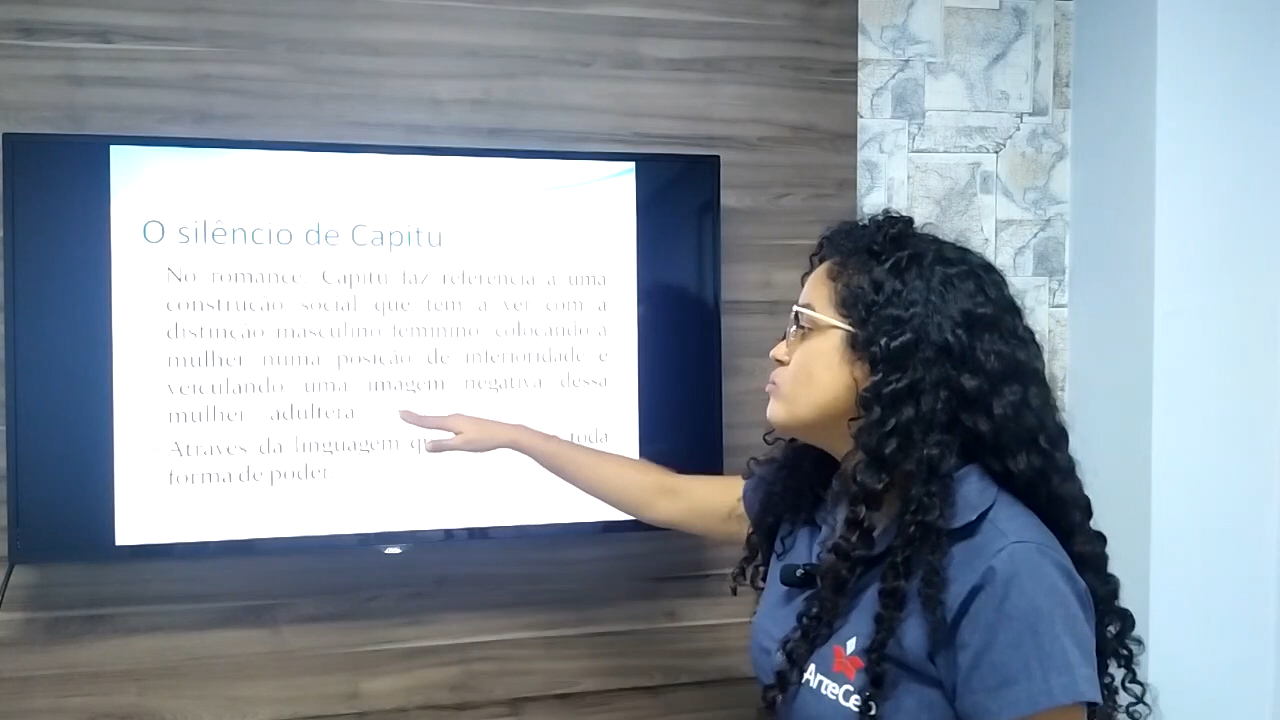 O silêncio de Capitu
No romance, Capitu faz referência a uma
construção social que tem a ver com a
distinção masculino feminino, colocando a
mulher numa posição de inferioridade e
veiculando uma imagem negativa dessa
mulher adúltera
Através da linguagem toda
forma de poder
AOC
ArteCe